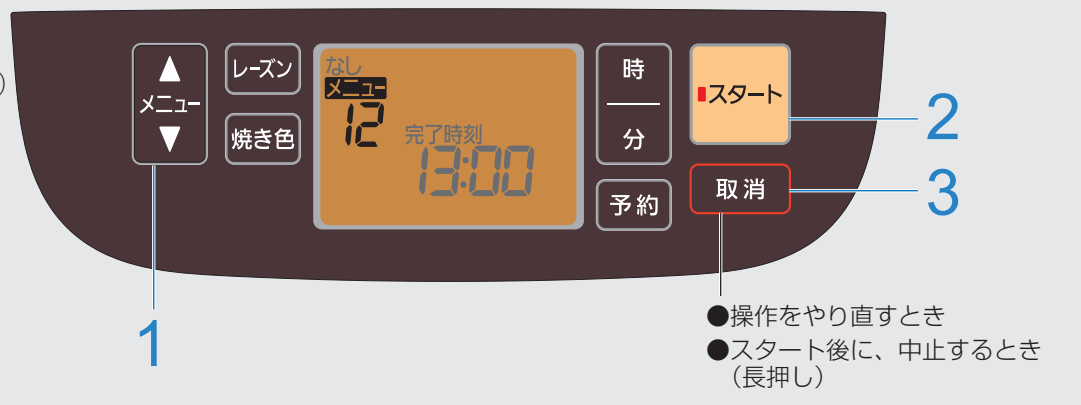 )
▲
メニュー
▼
レーズン
焼き色
なし
メニュー
12
完了時刻
13:00
時
分
予約
スタート
取消
1
2
3
●操作をやり直すとき
●スタート後に、中止するとき
(長押し)